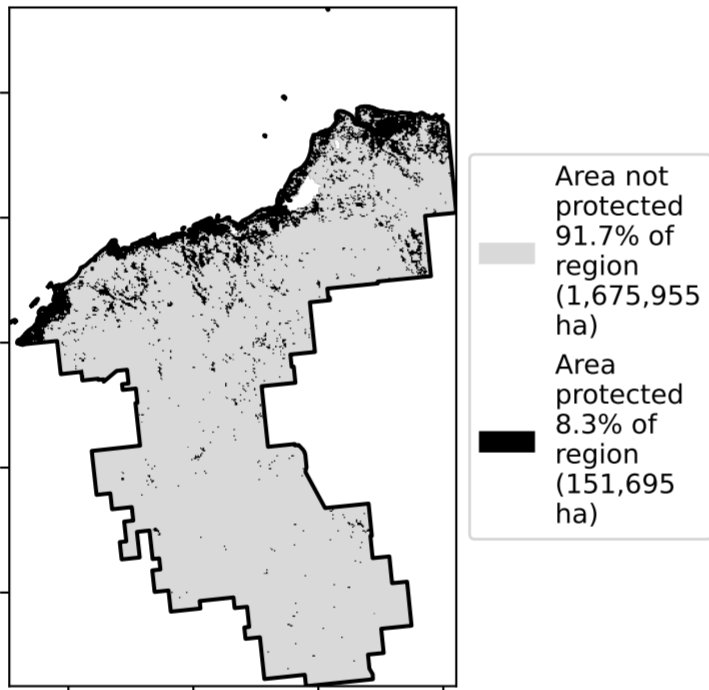 Area not
protected
91.7% of
region
(1,675,955
ha)
Area
protected
8.3% of
region
(151,695
ha)